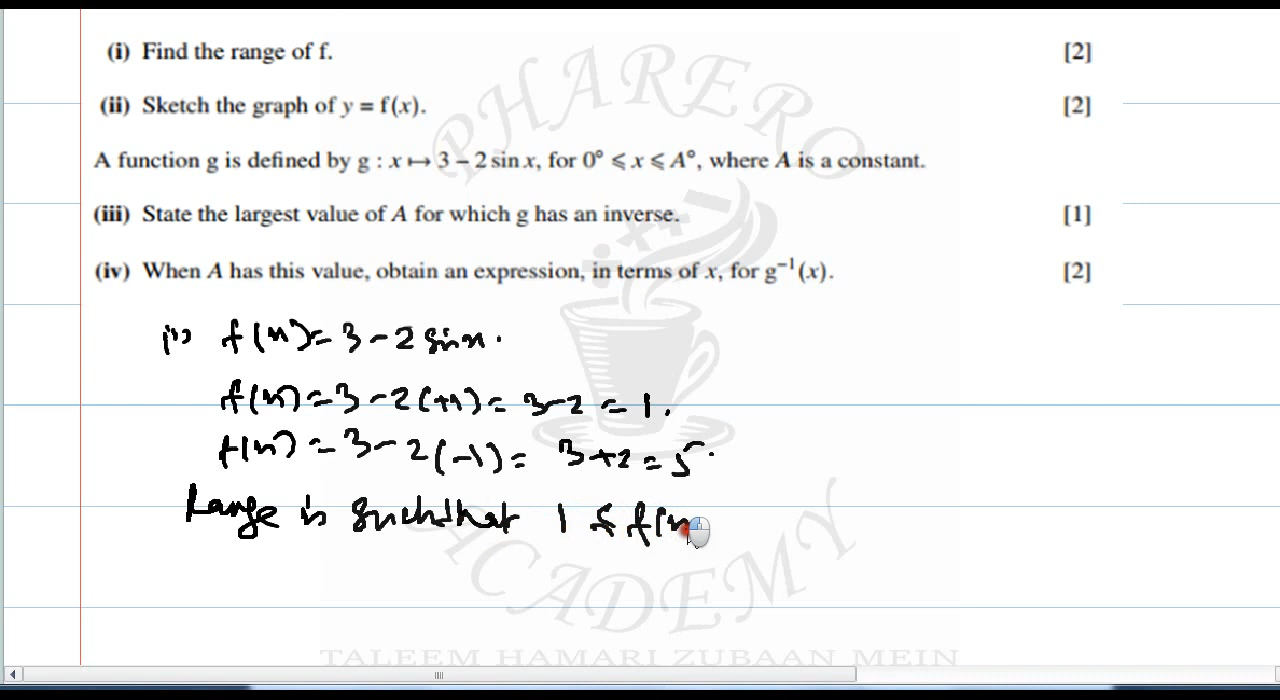 (i) Find the range of f. [2]
(ii) Sketch the graph of y = f(x). [2]
A function g is defined by g : x ↦ 3 − 2 sin x, for 0° ⩽ x ⩽ A°, where A is a constant.
(iii) State the largest value of A for which g has an inverse. [1]
(iv) When A has this value, obtain an expression, in terms of x, for g⁻¹(x). [2]
i) f(x) = 3 − 2 sin x.
f(x) = 3 − 2(+1) = 3−2 = 1.
f(x) = 3 − 2(−1) = 3+2 = 5.
Range is such that 1 ≤ f(x
PHARERO
ACADEMY
TALEEM HAMARI ZUBAAN MEIN